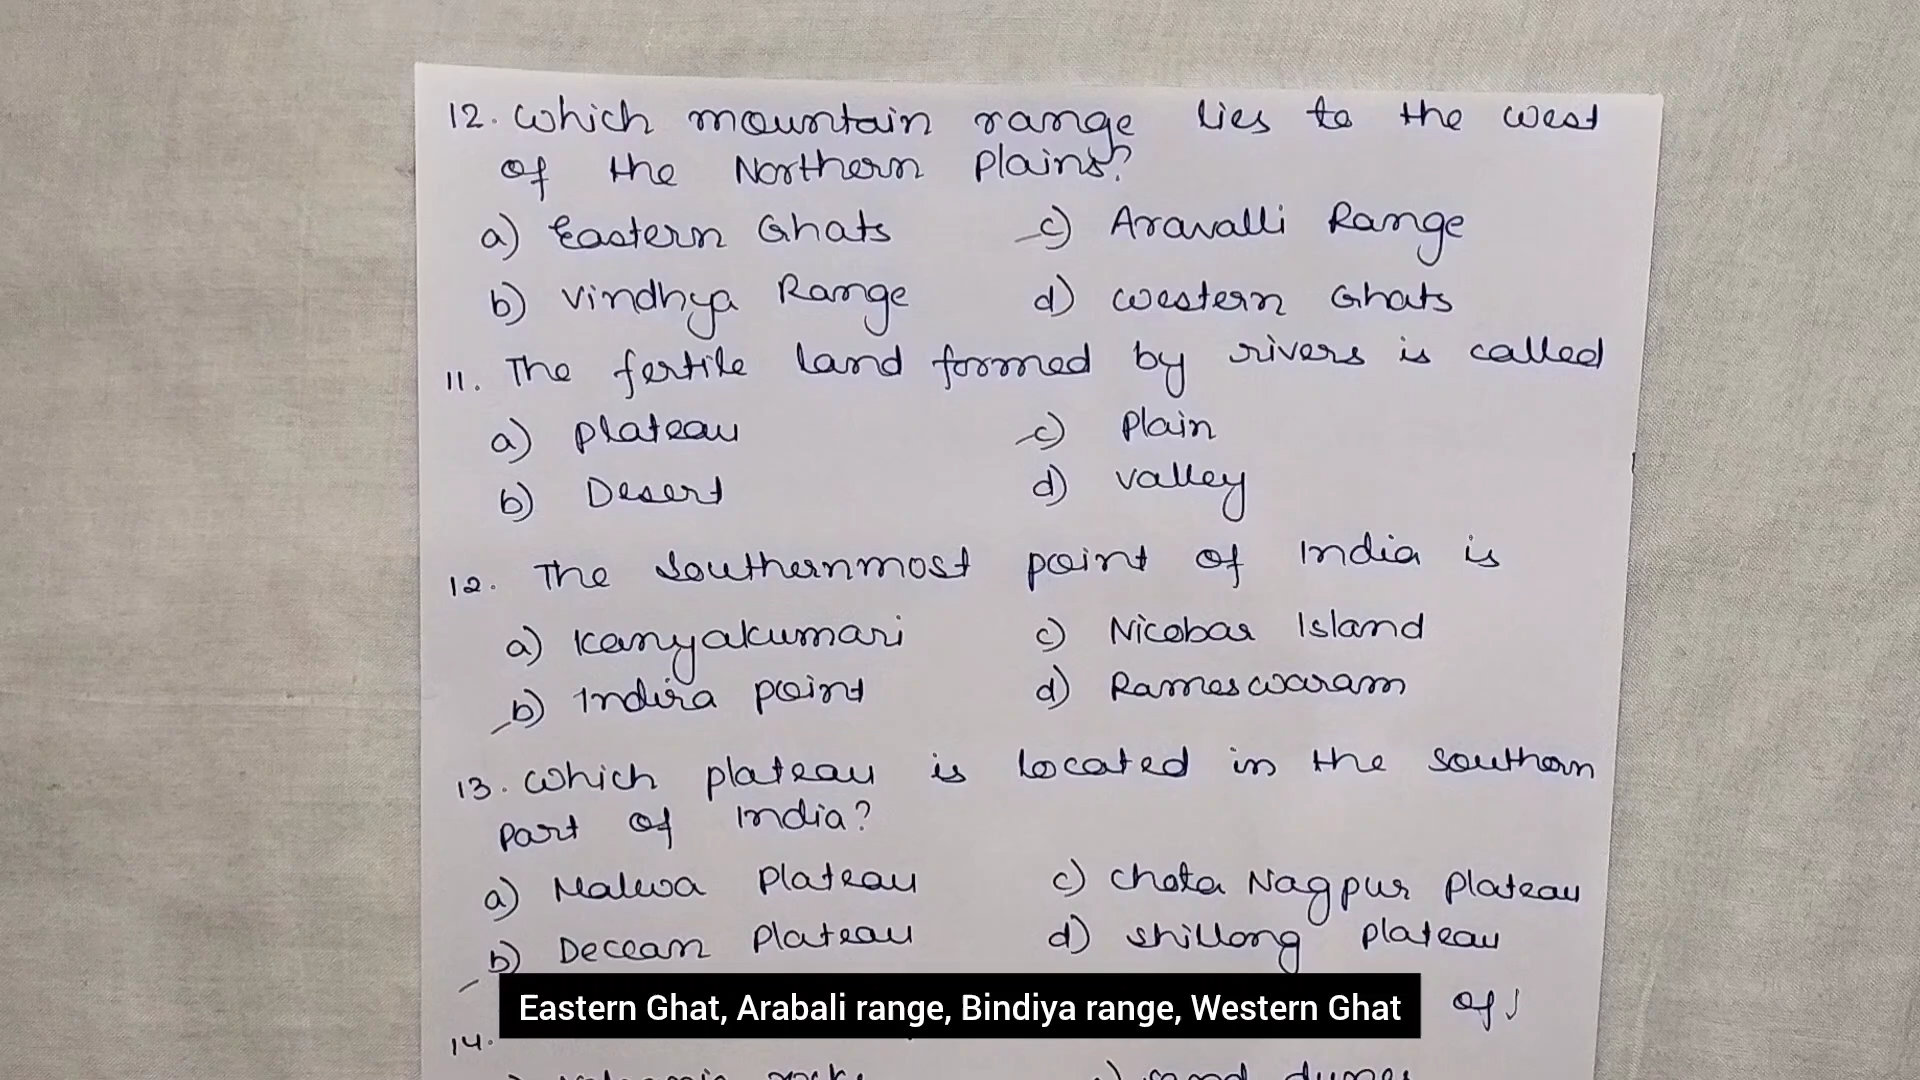 12. Which mountain range lies to the west
of the Northern Plains?
a) Eastern Ghats c) Aravalli Range
b) Vindhya Range d) Western Ghats
11. The fertile land formed by rivers is called
a) Plateau c) Plain
b) Desert d) Valley
12. The Southernmost point of India is
a) Kanyakumari c) Nicobar Island
b) Indira point d) Rameswaram
13. Which plateau is located in the Southern
Part of India?
a) Malwa Plateau c) Chota Nagpur Plateau
b) Deccan Plateau d) Shillong Plateau
Eastern Ghat, Arabali range, Bindiya range, Western Ghat
14. of
sand dunes